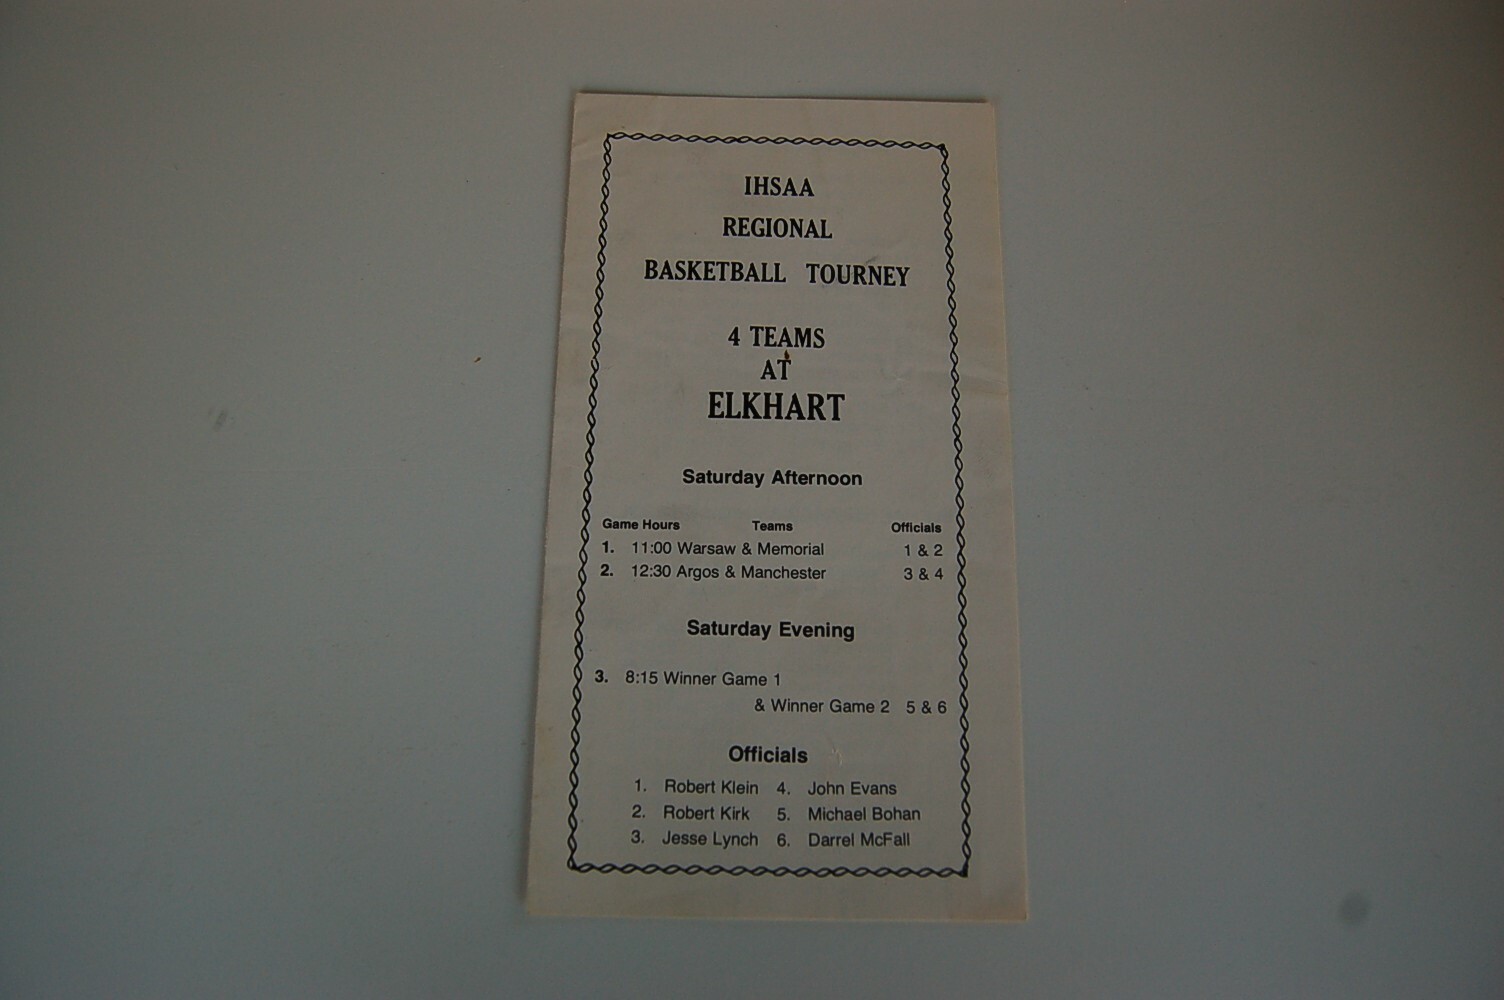 IHSAA
REGIONAL
BASKETBALL TOURNEY
4 TEAMS
AT
ELKHART
Saturday Afternoon
Game Hours Teams Officials
1. 11:00 Warsaw & Memorial 1 & 2
2. 12:30 Argos & Manchester 3 & 4
Saturday Evening
3. 8:15 Winner Game 1
& Winner Game 2 5 & 6
Officials
1. Robert Klein 4. John Evans
2. Robert Kirk 5. Michael Bohan
3. Jesse Lynch 6. Darrel McFall